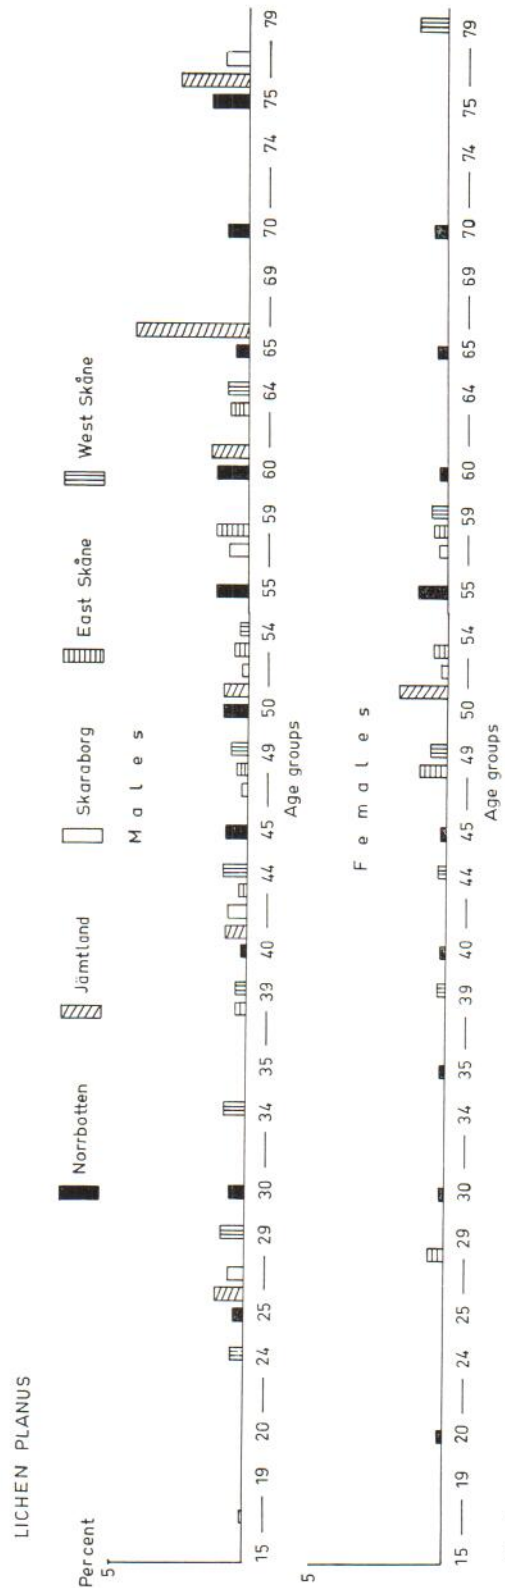 LICHEN PLANUS
Norrbotten Jämtland Skaraborg East Skåne West Skåne
Percent
5
Males
15 — 19 20 — 24 25 — 29 30 — 34 35 — 39 40 — 44 45 — 49 50 — 54 55 — 59 60 — 64 65 — 69 70 — 74 75 — 79
Age groups
5
Females
15 — 19 20 — 24 25 — 29 30 — 34 35 — 39 40 — 44 45 — 49 50 — 54 55 — 59 60 — 64 65 — 69 70 — 74 75 — 79
Age groups